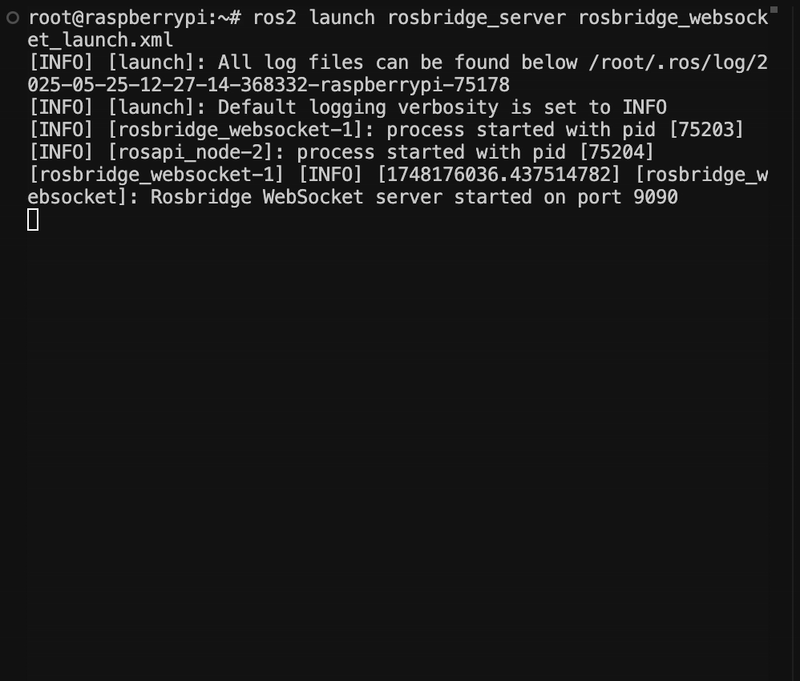 root@raspberrypi:~# ros2 launch rosbridge_server rosbridge_websock
et_launch.xml
[INFO] [launch]: All log files can be found below /root/.ros/log/2
025-05-25-12-27-14-368332-raspberrypi-75178
[INFO] [launch]: Default logging verbosity is set to INFO
[INFO] [rosbridge_websocket-1]: process started with pid [75203]
[INFO] [rosapi_node-2]: process started with pid [75204]
[rosbridge_websocket-1] [INFO] [1748176036.437514782] [rosbridge_w
ebsocket]: Rosbridge WebSocket server started on port 9090